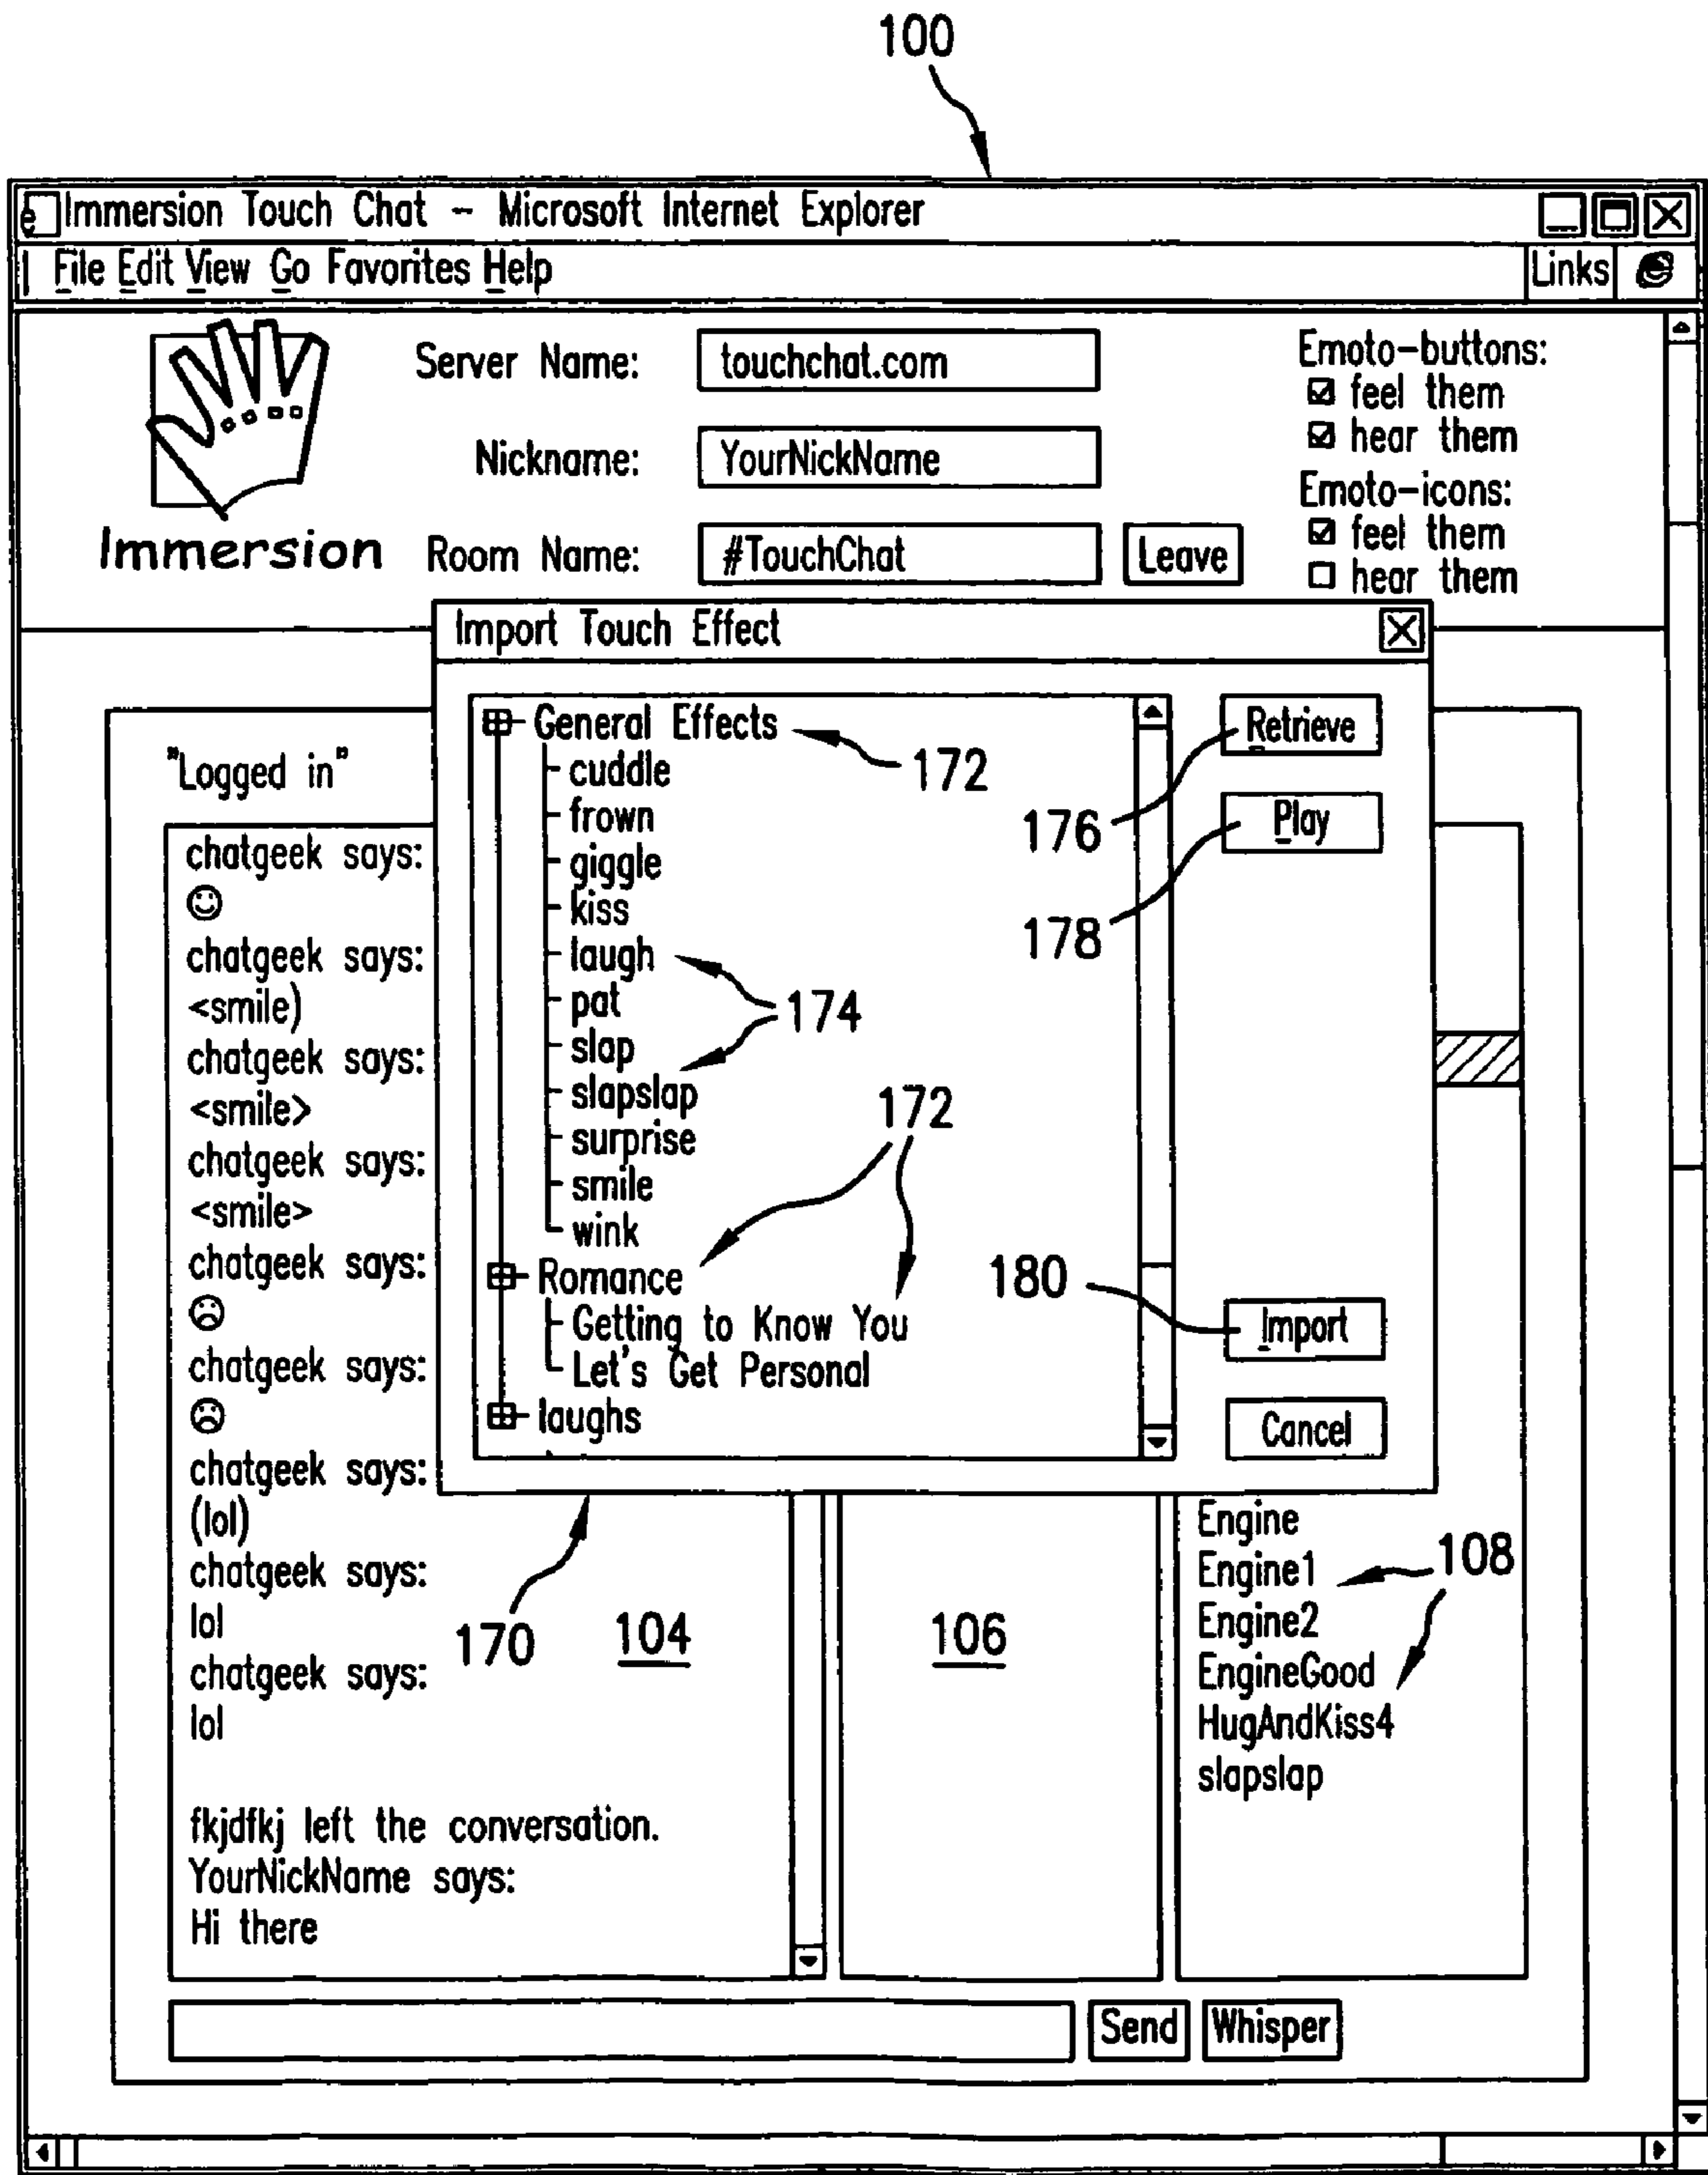 100
Immersion Touch Chat - Microsoft Internet Explorer
File Edit View Go Favorites Help
Links
Server Name:
touchchat.com
Nickname:
YourNickName
Room Name:
#TouchChat
Leave
Immersion
Emoto-buttons:
feel them
hear them
Emoto-icons:
feel them
hear them
Import Touch Effect
General Effects
172
cuddle
frown
giggle
kiss
laugh
pat
174
slap
slapslap
172
surprise
smile
wink
Romance
Getting to Know You
Let's Get Personal
laughs
Retrieve
176
Play
178
180
Import
Cancel
"Logged in"
chatgeek says:
☺
chatgeek says:
<smile)
chatgeek says:
<smile>
chatgeek says:
<smile>
chatgeek says:
☹
chatgeek says:
☹
chatgeek says:
(lol)
chatgeek says:
lol
chatgeek says:
lol
fkjdfkj left the conversation.
YourNickName says:
Hi there
170
104
106
Engine
Engine1
108
Engine2
EngineGood
HugAndKiss4
slapslap
Send
Whisper